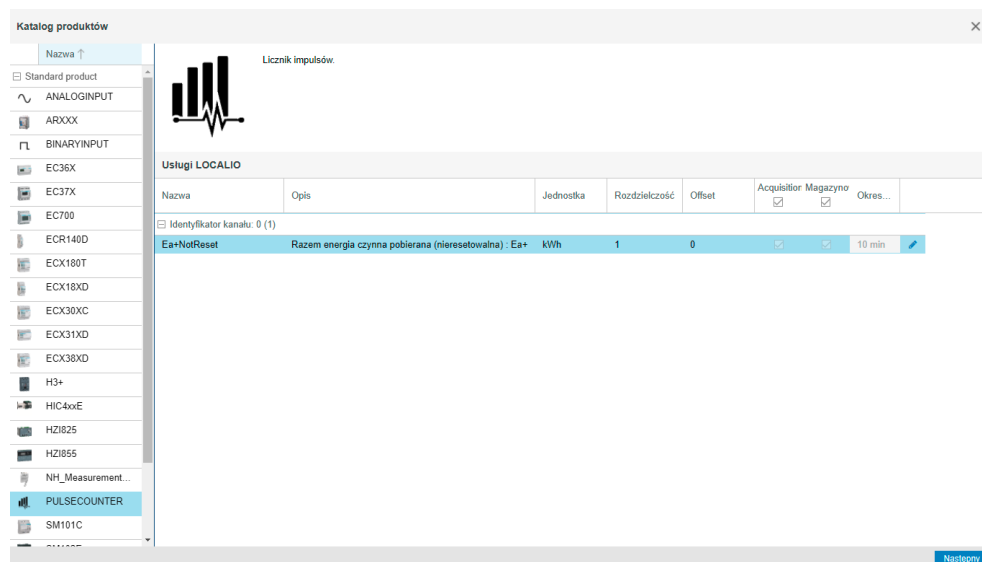 Katalog produktów
Nazwa
Standard product
ANALOGINPUT
ARXXX
BINARYINPUT
EC36X
EC37X
EC700
ECR140D
ECX180T
ECX18XD
ECX30XC
ECX31XD
ECX38XD
H3+
HIC4xxE
HZI825
HZI855
NH_Measurement...
PULSECOUNTER
SM101C
Licznik impulsów.
Usługi LOCALIO
Nazwa Opis Jednostka Rozdzielczość Offset Acquisition Magazyno Okres...
Identyfikator kanału: 0 (1)
Ea+NotReset Razem energia czynna pobierana (nieresetowalna) : Ea+ kWh 1 0 10 min
Następny